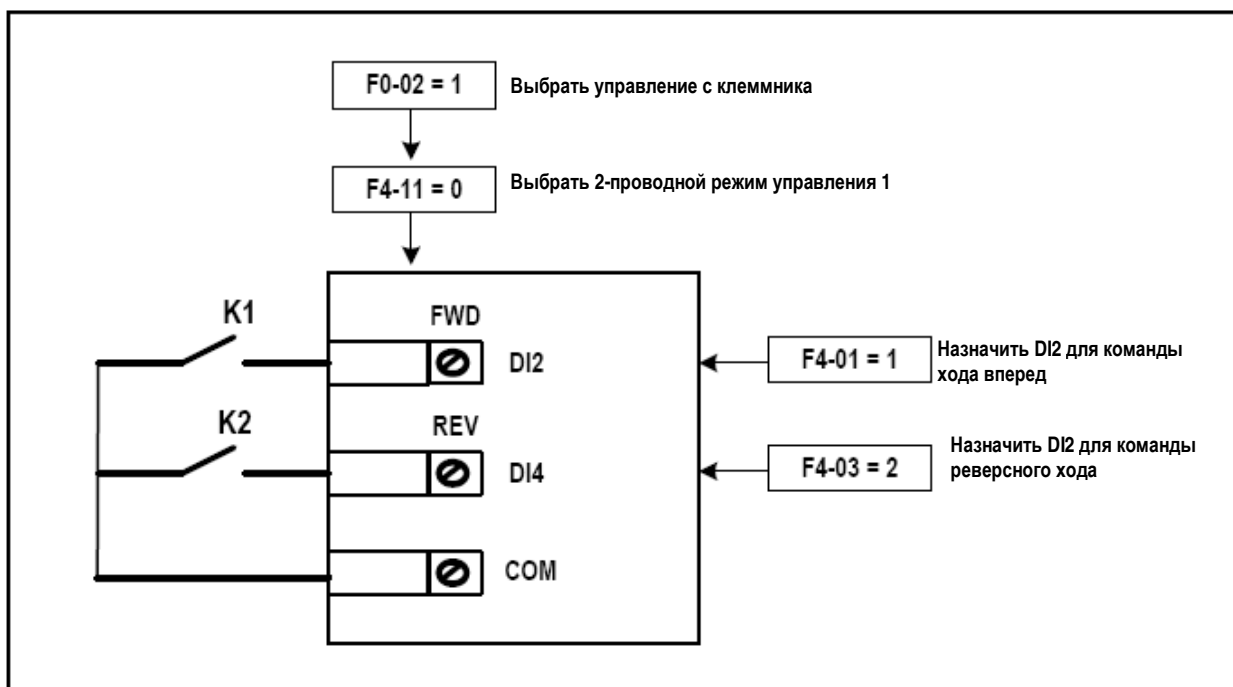 F0-02 = 1
Выбрать управление с клеммника
F4-11 = 0
Выбрать 2-проводной режим управления 1
K1
FWD
DI2
F4-01 = 1
Назначить DI2 для команды
хода вперед
K2
REV
DI4
F4-03 = 2
Назначить DI2 для команды
реверсного хода
COM